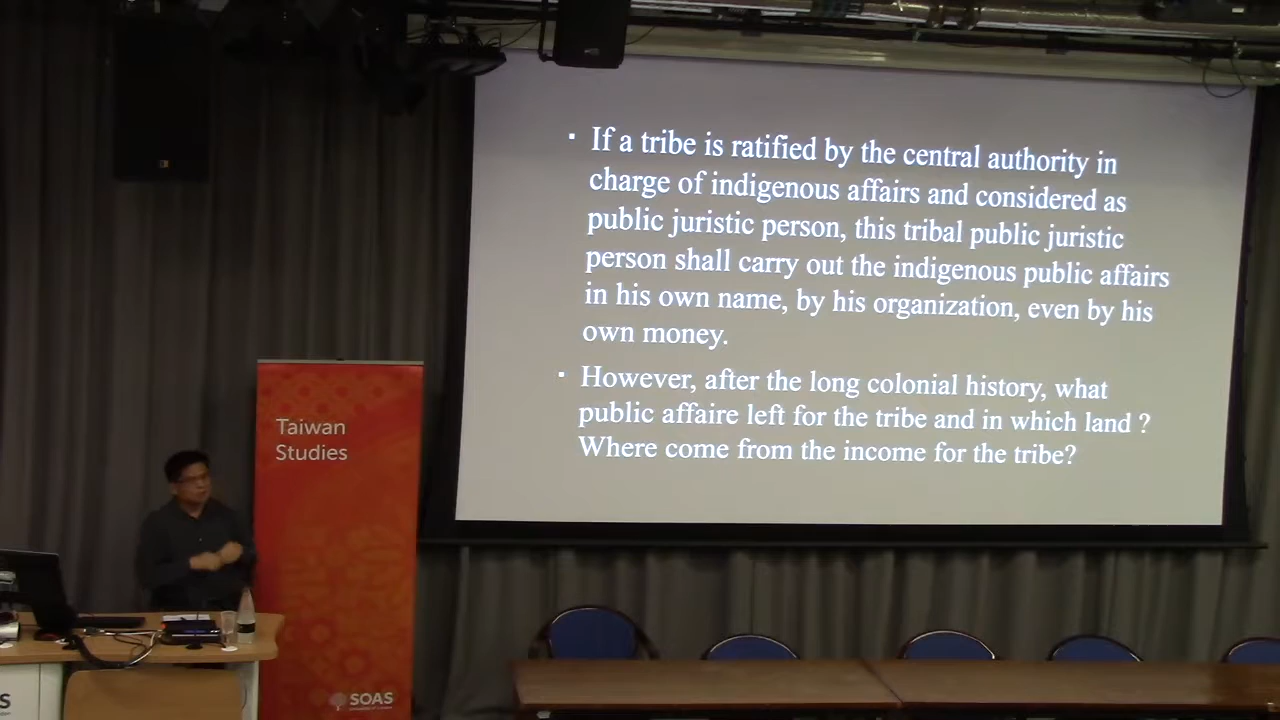 ▪ If a tribe is ratified by the central authority in
charge of indigenous affairs and considered as
public juristic person, this tribal public juristic
person shall carry out the indigenous public affairs
in his own name, by his organization, even by his
own money.
▪ However, after the long colonial history, what
public affaire left for the tribe and in which land ?
Where come from the income for the tribe?
Taiwan
Studies
SOAS